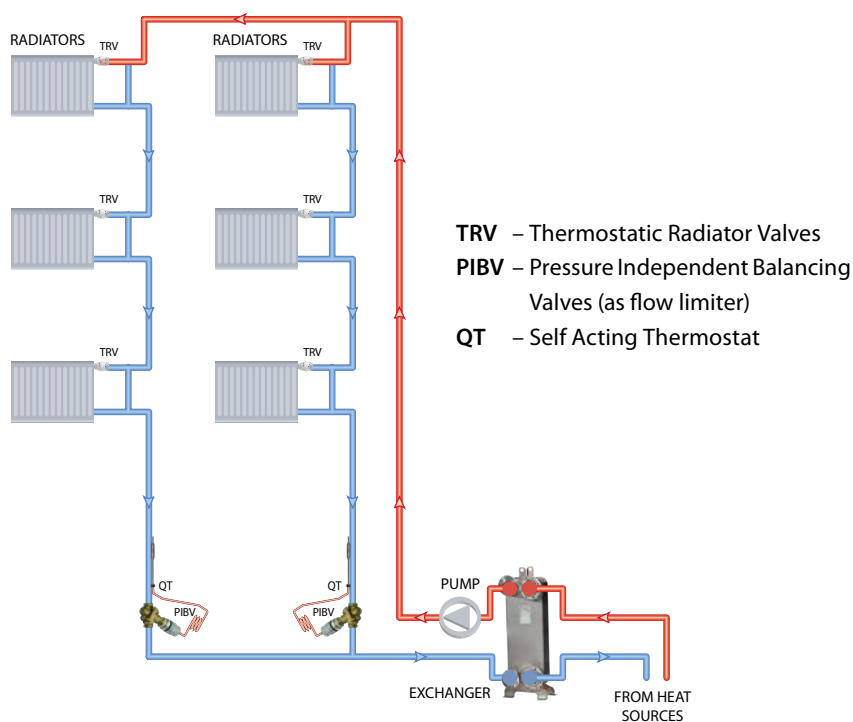 RADIATORS
TRV
RADIATORS
TRV
TRV
TRV
TRV
TRV
TRV – Thermostatic Radiator Valves
PIBV – Pressure Independent Balancing
Valves (as flow limiter)
QT – Self Acting Thermostat
QT
PIBV
QT
PIBV
PUMP
EXCHANGER
FROM HEAT
SOURCES